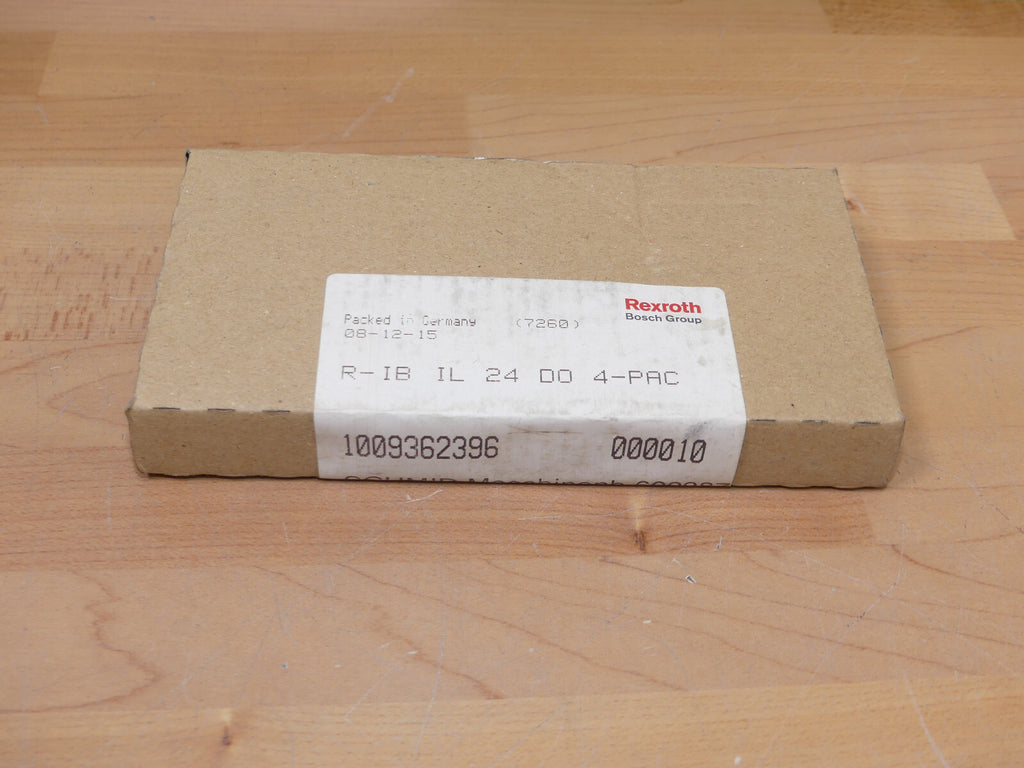 Rexroth
Bosch Group
Packed in Germany (7260)
08-12-15
R-IB IL 24 DO 4-PAC
1009362396 000010